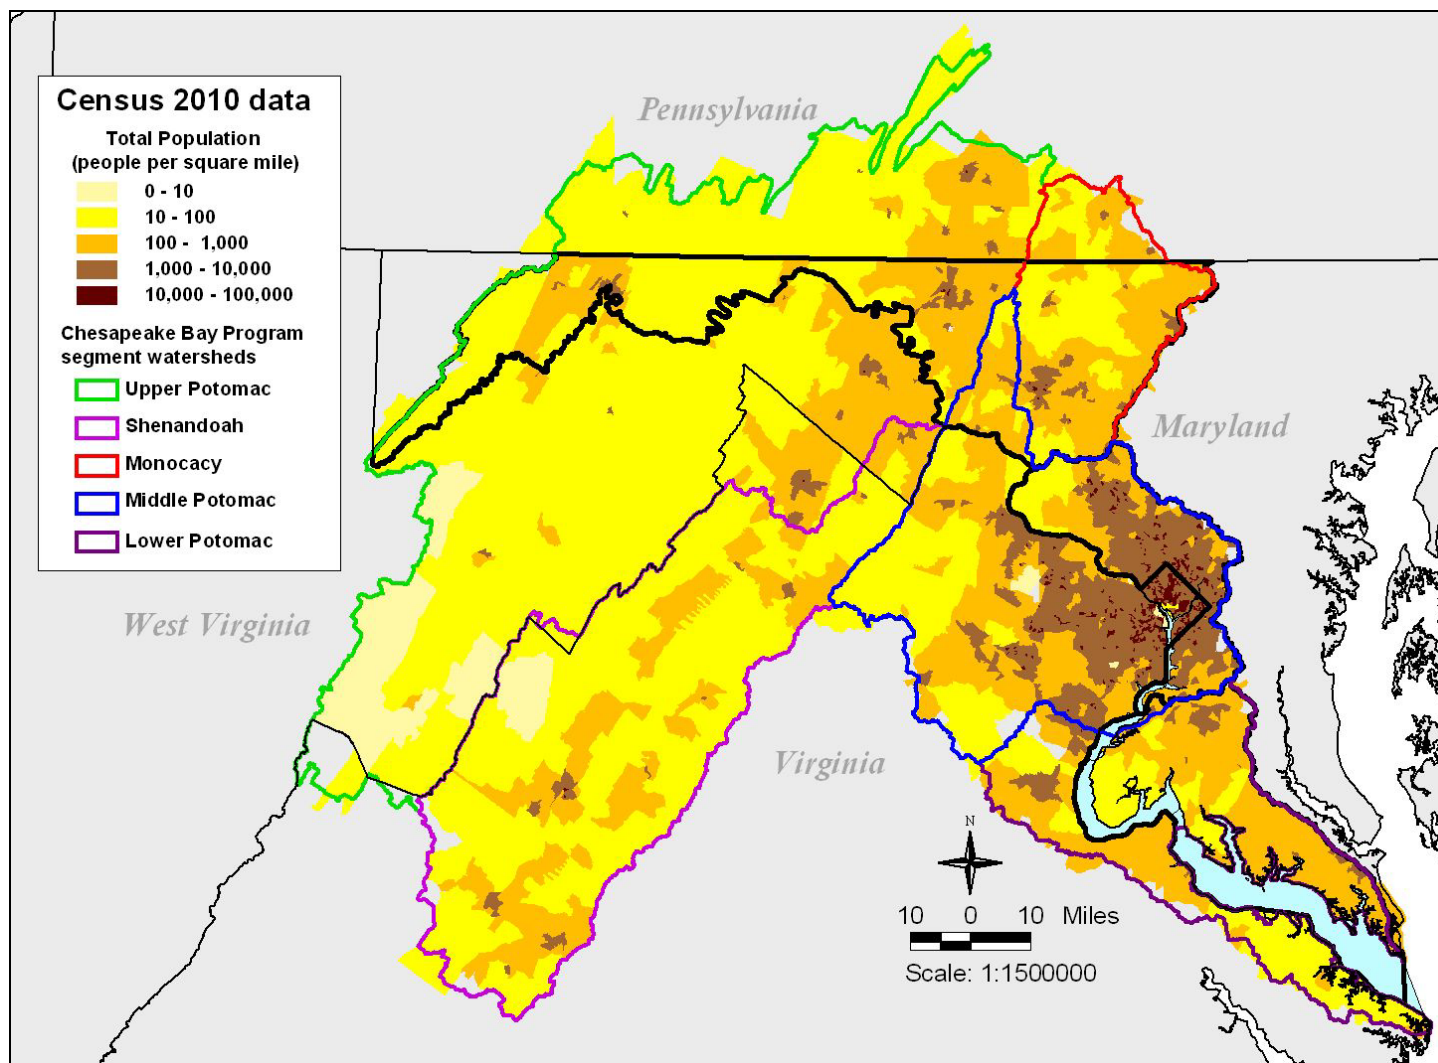 Census 2010 data
Total Population
(people per square mile)
0 - 10
10 - 100
100 - 1,000
1,000 - 10,000
10,000 - 100,000
Chesapeake Bay Program
segment watersheds
Upper Potomac
Shenandoah
Monocacy
Middle Potomac
Lower Potomac
Pennsylvania
Maryland
West Virginia
Virginia
N
10 0 10 Miles
Scale: 1:1500000